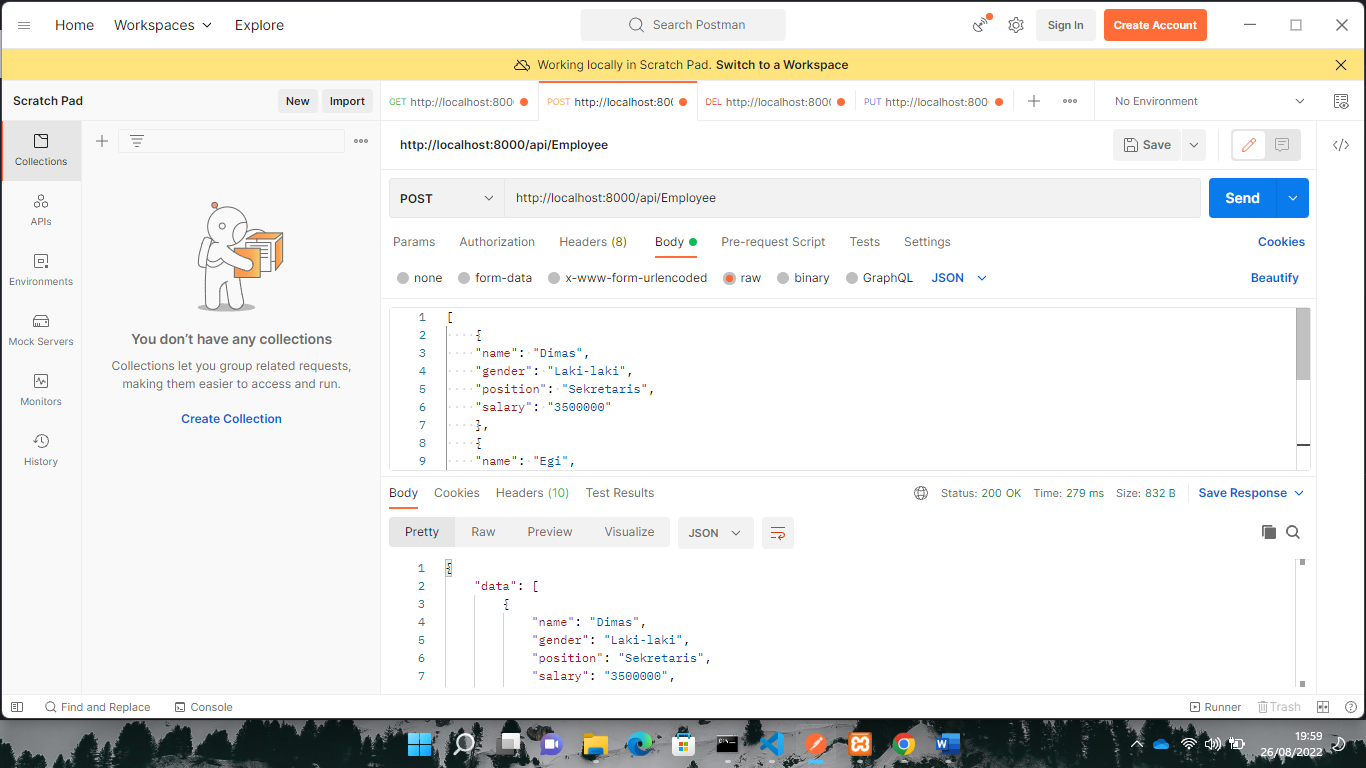 Home Workspaces Explore Search Postman Sign In Create Account
Working locally in Scratch Pad. Switch to a Workspace
Scratch Pad New Import GET http://localhost:800 POST http://localhost:800 DEL http://localhost:800 PUT http://localhost:800 No Environment
Collections
APIs
Environments
Mock Servers
Monitors
History
You don't have any collections
Collections let you group related requests,
making them easier to access and run.
Create Collection
http://localhost:8000/api/Employee Save
POST http://localhost:8000/api/Employee Send
Params Authorization Headers (8) Body Pre-request Script Tests Settings Cookies
none form-data x-www-form-urlencoded raw binary GraphQL JSON Beautify
1 [
2 {
3 "name": "Dimas",
4 "gender": "Laki-laki",
5 "position": "Sekretaris",
6 "salary": "3500000"
7 },
8 {
9 "name": "Egi",
Body Cookies Headers (10) Test Results Status: 200 OK Time: 279 ms Size: 832 B Save Response
Pretty Raw Preview Visualize JSON
1 {
2 "data": [
3 {
4 "name": "Dimas",
5 "gender": "Laki-laki",
6 "position": "Sekretaris",
7 "salary": "3500000",
Find and Replace Console Runner Trash
19:59
26/08/2022